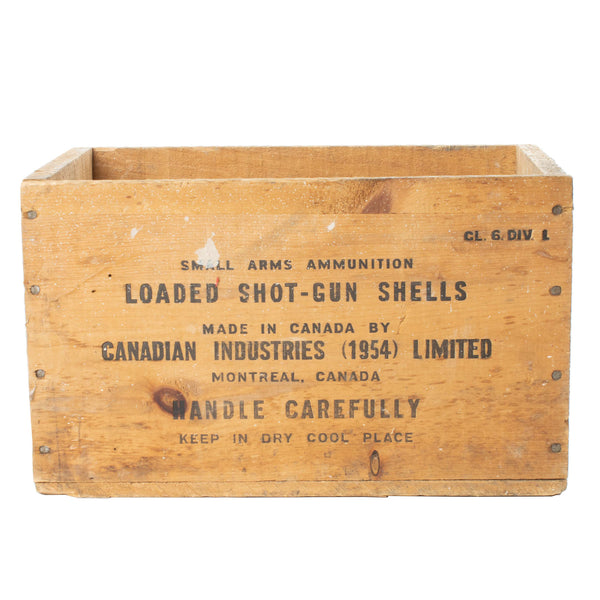 CL. 6. DIV. 1.
SMALL ARMS AMMUNITION
LOADED SHOT-GUN SHELLS
MADE IN CANADA BY
CANADIAN INDUSTRIES (1954) LIMITED
MONTREAL, CANADA
HANDLE CAREFULLY
KEEP IN DRY COOL PLACE